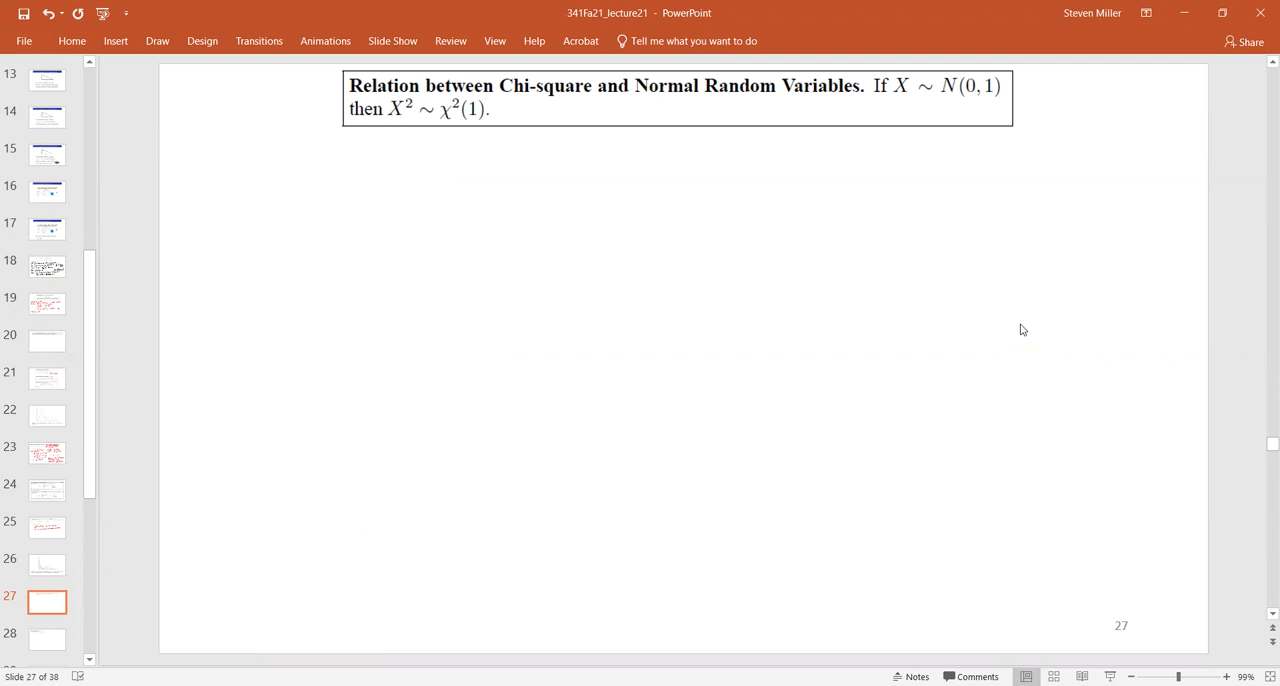 341Fa21_lecture21 - PowerPoint
Steven Miller
File Home Insert Draw Design Transitions Animations Slide Show Review View Help Acrobat Tell me what you want to do Share
13
14
15
16
17
18
19
20
21
22
23
24
25
26
27
28
Relation between Chi-square and Normal Random Variables. If X ∼ N(0, 1)
then X² ∼ χ²(1).
27
Slide 27 of 38 Notes Comments 99%